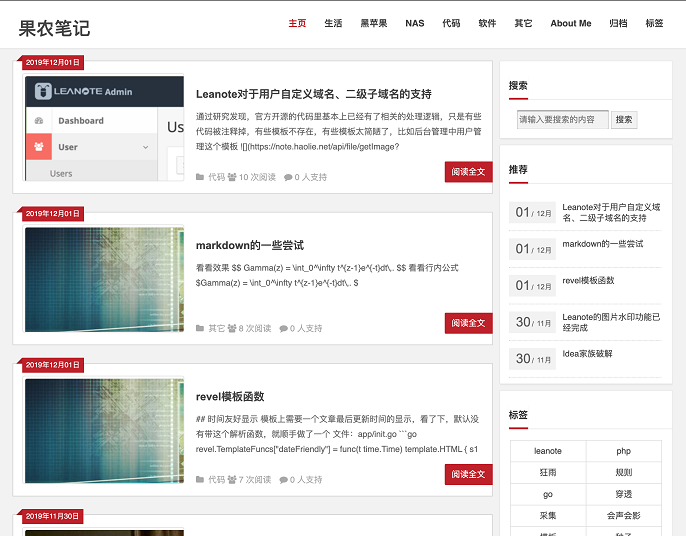 果农笔记
主页 生活 黑苹果 NAS 代码 软件 其它 About Me 归档 标签
2019年12月01日
LEANOTE Admin
Dashboard
User
Users
Us
Leanote对于用户自定义域名、二级子域名的支持
通过研究发现，官方开源的代码里基本上已经有了相关的处理逻辑，只是有些
代码被注释掉，有些模板不存在，有些模板太简陋了，比如后台管理中用户管
理这个模板 ![](https://note.haolie.net/api/file/getImage?
代码 10 次阅读 0 人支持
阅读全文
2019年12月01日
markdown的一些尝试
看看效果 $$ Gamma(z) = \int_0^\infty t^{z-1}e^{-t}dt\,. $$ 看看行内公式
$Gamma(z) = \int_0^\infty t^{z-1}e^{-t}dt\,. $
其它 8 次阅读 0 人支持
阅读全文
2019年12月01日
revel模板函数
## 时间友好显示 模板上需要一个文章最后更新时间的显示，看了下，默认没
有带这个解析函数，就顺手做了一个 文件：app/init.go ```go
revel.TemplateFuncs["dateFriendly"] = func(t time.Time) template.HTML { s1
代码 7 次阅读 0 人支持
阅读全文
2019年11月30日
搜索
请输入要搜索的内容 搜索
推荐
01 / 12月 Leanote对于用户自定义域
名、二级子域名的支持
01 / 12月 markdown的一些尝试
01 / 12月 revel模板函数
30 / 11月 Leanote的图片水印功能已
经完成
30 / 11月 Idea家族破解
标签
leanote php
狂雨 规则
go 穿透
采集 会声会影